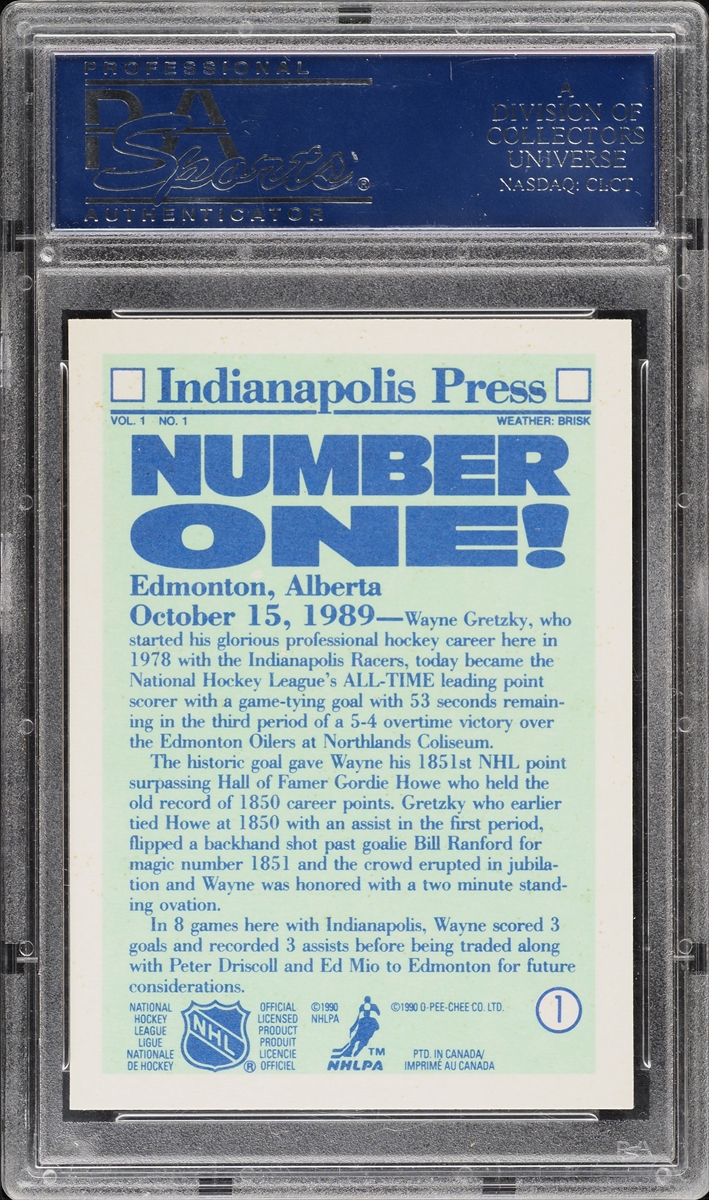 PROFESSIONAL
PSA
Sports®
AUTHENTICATOR
A
DIVISION OF
COLLECTORS
UNIVERSE
NASDAQ: CLCT
Indianapolis Press
VOL. 1 NO. 1 WEATHER: BRISK
NUMBER
ONE!
Edmonton, Alberta
October 15, 1989—Wayne Gretzky, who
started his glorious professional hockey career here in
1978 with the Indianapolis Racers, today became the
National Hockey League's ALL-TIME leading point
scorer with a game-tying goal with 53 seconds remain-
ing in the third period of a 5-4 overtime victory over
the Edmonton Oilers at Northlands Coliseum.
The historic goal gave Wayne his 1851st NHL point
surpassing Hall of Famer Gordie Howe who held the
old record of 1850 career points. Gretzky who earlier
tied Howe at 1850 with an assist in the first period,
flipped a backhand shot past goalie Bill Ranford for
magic number 1851 and the crowd erupted in jubila-
tion and Wayne was honored with a two minute stand-
ing ovation.
In 8 games here with Indianapolis, Wayne scored 3
goals and recorded 3 assists before being traded along
with Peter Driscoll and Ed Mio to Edmonton for future
considerations.
NATIONAL
HOCKEY
LEAGUE
LIGUE
NATIONALE
DE HOCKEY
NHL
®
OFFICIAL
LICENSED
PRODUCT
PRODUIT
LICENCIE
OFFICIEL
©1990
NHLPA
TM
NHLPA
©1990 O-PEE-CHEE CO. LTD.
PTD. IN CANADA/
IMPRIMÉ AU CANADA
1
PSA